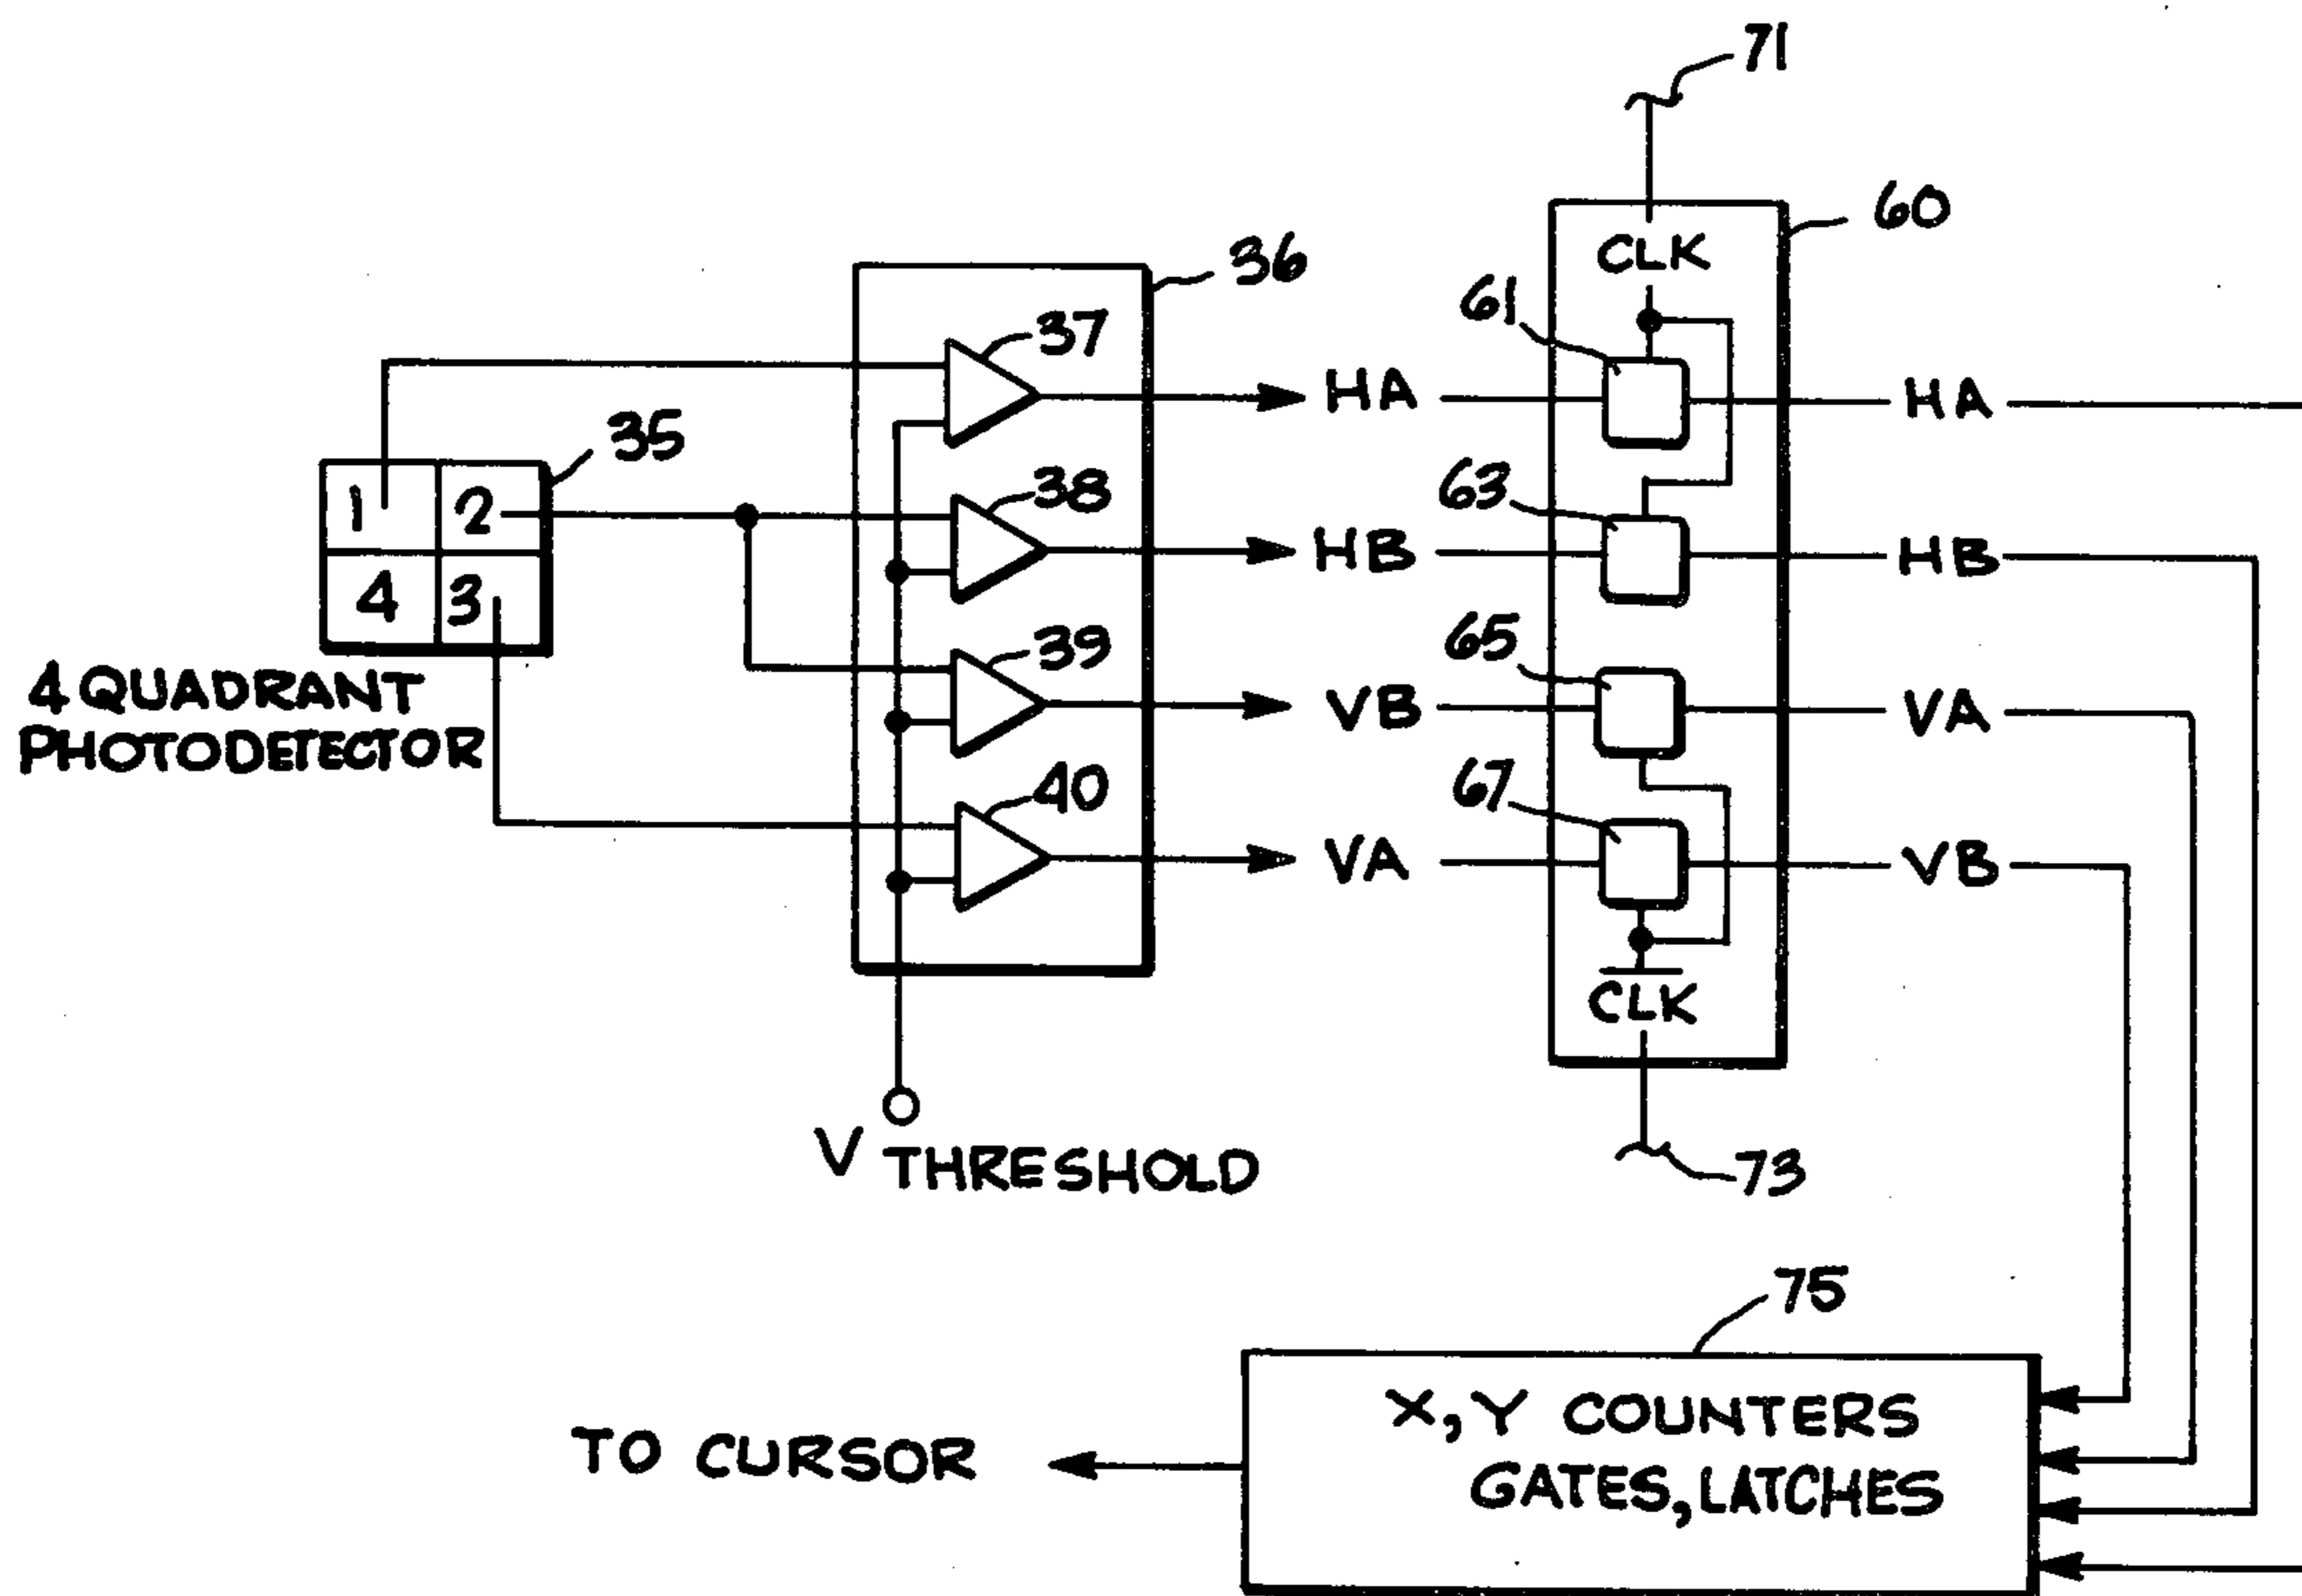 71
60
CLK
36
61
37
HA
HA
35
1
2
38
63
HB
HB
4
3
39
65
4 QUADRANT
PHOTODETECTOR
VB
VA
40
67
VA
VB
CLK
V THRESHOLD
73
75
X,Y COUNTERS
GATES, LATCHES
TO CURSOR